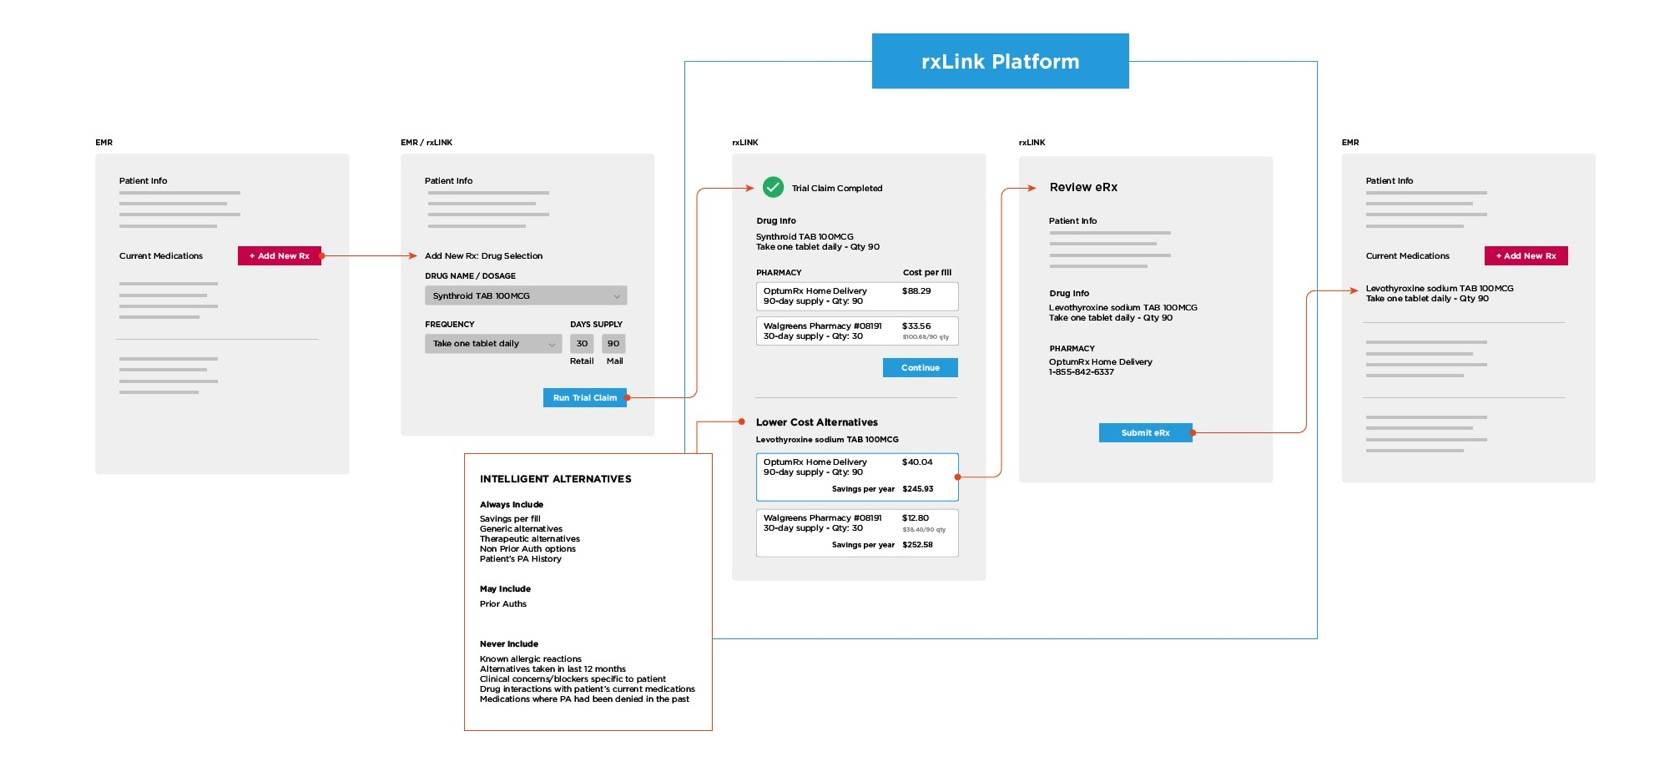 rxLink Platform
EMR
Patient Info
Current Medications
+ Add New Rx
EMR / rxLINK
Patient Info
Add New Rx: Drug Selection
DRUG NAME / DOSAGE
Synthroid TAB 100MCG
FREQUENCY
DAYS SUPPLY
Take one tablet daily
30
90
Retail
Mail
Run Trial Claim
INTELLIGENT ALTERNATIVES
Always Include
Savings per fill
Generic alternatives
Therapeutic alternatives
Non Prior Auth options
Patient's PA History
May Include
Prior Auths
Never Include
Known allergic reactions
Alternatives taken in last 12 months
Clinical concerns/blockers specific to patient
Drug interactions with patient's current medications
Medications where PA had been denied in the past
rxLINK
Trial Claim Completed
Drug Info
Synthroid TAB 100MCG
Take one tablet daily - Qty 90
PHARMACY
Cost per fill
OptumRx Home Delivery
$88.29
90-day supply - Qty: 90
Walgreens Pharmacy #08191
$33.56
30-day supply - Qty: 30
$100.68/90 qty
Continue
Lower Cost Alternatives
Levothyroxine sodium TAB 100MCG
OptumRx Home Delivery
$40.04
90-day supply - Qty: 90
Savings per year $245.93
Walgreens Pharmacy #08191
$12.80
30-day supply - Qty: 30
$38.40/90 qty
Savings per year $252.58
rxLINK
Review eRx
Patient Info
Drug Info
Levothyroxine sodium TAB 100MCG
Take one tablet daily - Qty 90
PHARMACY
OptumRx Home Delivery
1-855-842-6337
Submit eRx
EMR
Patient Info
Current Medications
+ Add New Rx
Levothyroxine sodium TAB 100MCG
Take one tablet daily - Qty 90